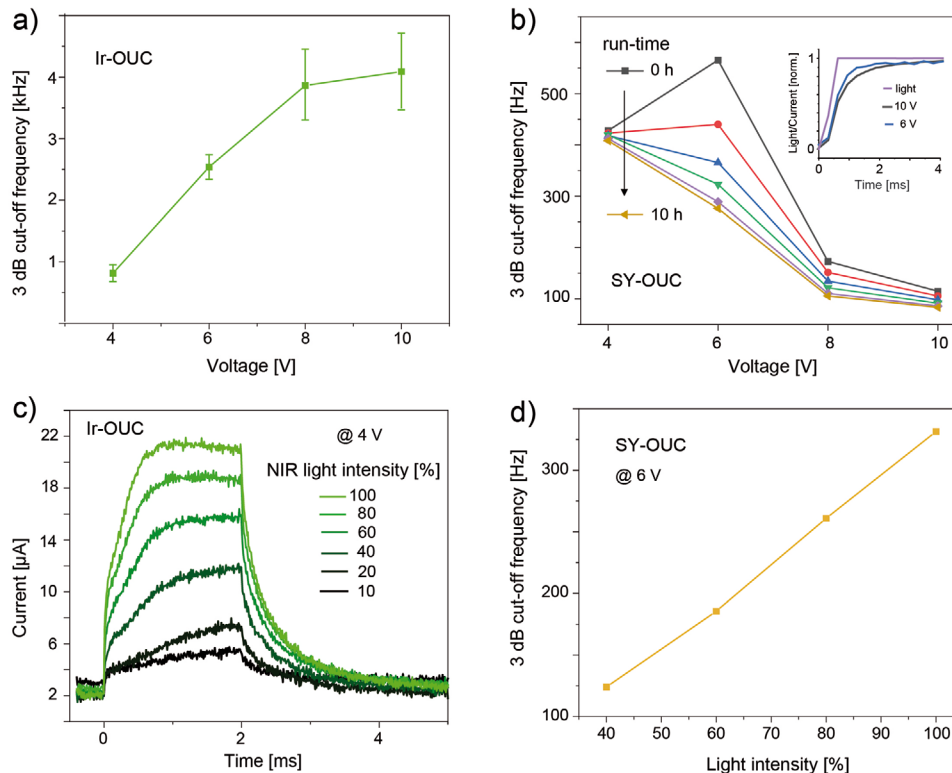 a)
Ir-OUC
3 dB cut-off frequency [kHz]
4
3
2
1
4 6 8 10
Voltage [V]
b)
run-time
0 h
10 h
SY-OUC
3 dB cut-off frequency [Hz]
500
300
100
4 6 8 10
Voltage [V]
Light/Current [norm.]
1
0
light
10 V
6 V
0 2 4
Time [ms]
c)
Ir-OUC
@ 4 V
NIR light intensity [%]
100
80
60
40
20
10
Current [µA]
22
18
14
10
6
2
0 2 4
Time [ms]
d)
SY-OUC
@ 6 V
3 dB cut-off frequency [Hz]
300
200
100
40 50 60 70 80 90 100
Light intensity [%]